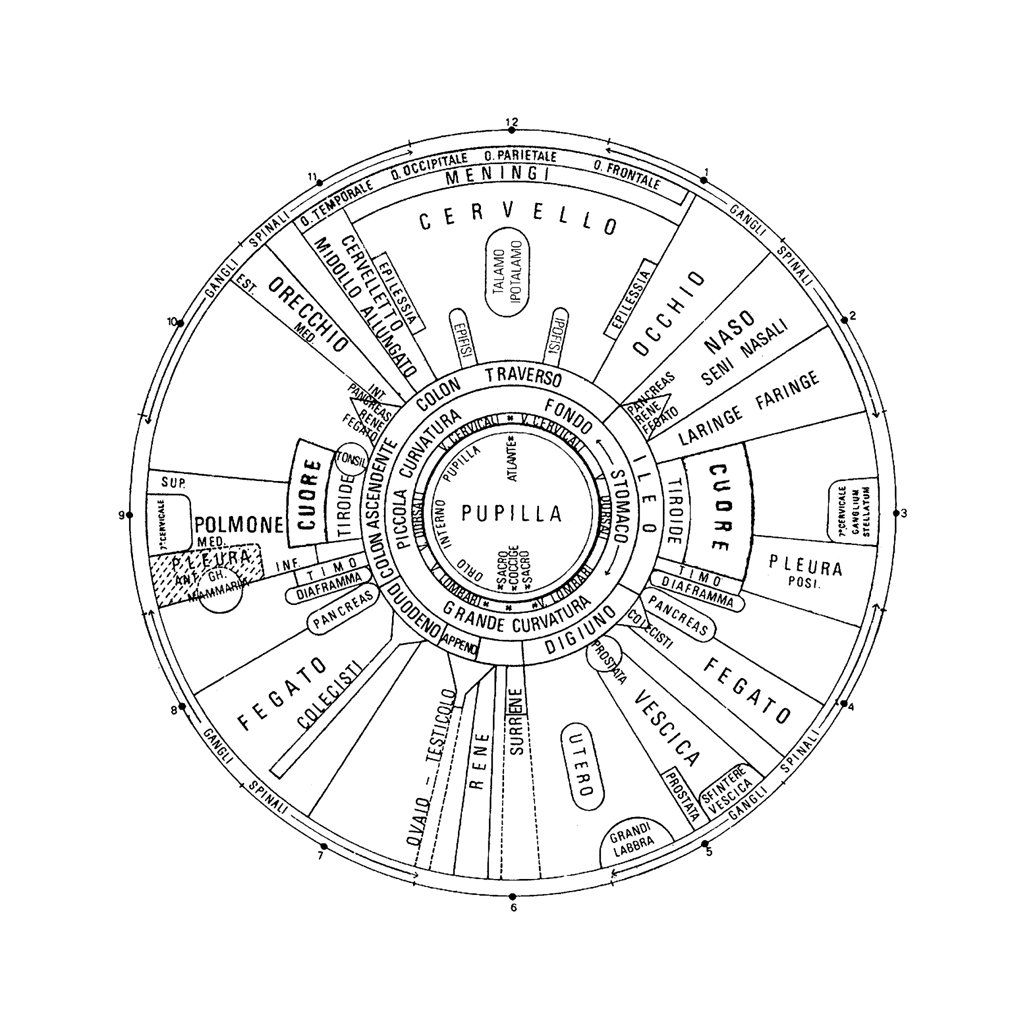 12
11
1
10
2
9
3
8
4
7
5
6
GANGLI SPINALI
GANGLI SPINALI
GANGLI SPINALI
GANGLI SPINALI
O. TEMPORALE O. OCCIPITALE O. PARIETALE O. FRONTALE
MENINGI
CERVELLO
TALAMO
IPOTALAMO
EPILESSIA
EPILESSIA
EPIFISI
IPOFISI
CERVELLETTO
MIDOLLO ALLUNGATO
EST.
ORECCHIO
MED.
INT.
PANCREAS
RENE
FEGATO
OCCHIO
NASO
SENI NASALI
PANCREAS
RENE
FEGATO
LARINGE FARINGE
COLON TRAVERSO
COLON ASCENDENTE
ILEO
DUODENO
APPEND
DIGIUNO
PICCOLA CURVATURA
FONDO
STOMACO
GRANDE CURVATURA
V. CERVICALI * V. CERVICALI
V. DORSALI
V. DORSALI
V. LOMBARI*
*
*V. LOMBARI
ORLO INTERNO PUPILLA
ATLANTE*
PUPILLA
*SACRO
*COCCIGE
*SACRO
TONSIL
TIROIDE
CUORE
SUP.
7ª CERVICALE
POLMONE
MED.
PLEURA
ANT.
GH.
MAMMARIA
INF.
TIMO
DIAFRAMMA
PANCREAS
TIROIDE
CUORE
7ª CERVICALE
GANGLIUM
STELLATUM
PLEURA
POSI.
TIMO
DIAFRAMMA
PANCREAS
COLECISTI
FEGATO
FEGATO
COLECISTI
OVAIO - TESTICOLO
RENE
SURRENE
UTERO
PROSTATA
VESCICA
PROSTATA
SFINTERE
VESCICA
GRANDI
LABBRA